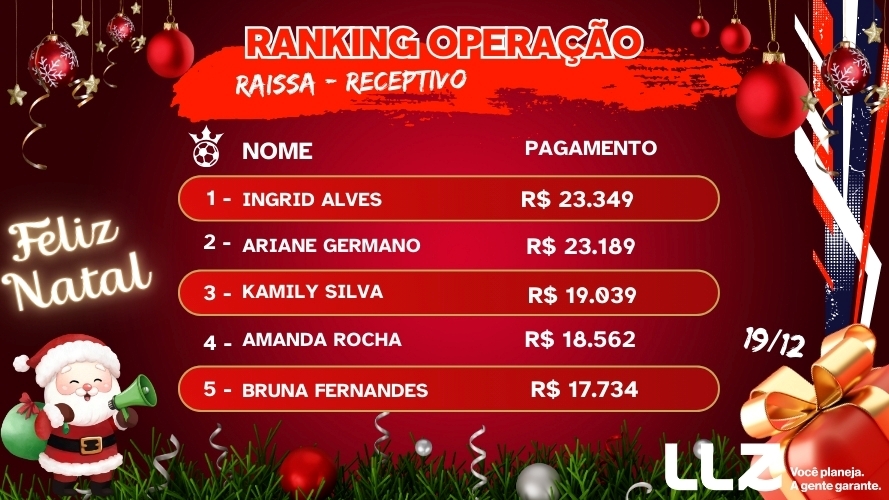 RANKING OPERAÇÃO
RAISSA - RECEPTIVO
NOME PAGAMENTO
1 - INGRID ALVES R$ 23.349
2 - ARIANE GERMANO R$ 23.189
3 - KAMILY SILVA R$ 19.039
4 - AMANDA ROCHA R$ 18.562
5 - BRUNA FERNANDES R$ 17.734
Feliz
Natal
19/12
LLZ
Você planeja.
A gente garante.